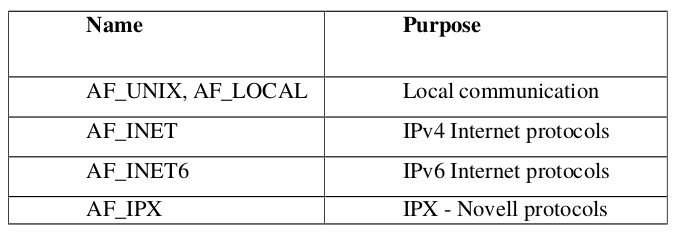 Name Purpose
AF_UNIX, AF_LOCAL Local communication
AF_INET IPv4 Internet protocols
AF_INET6 IPv6 Internet protocols
AF_IPX IPX - Novell protocols